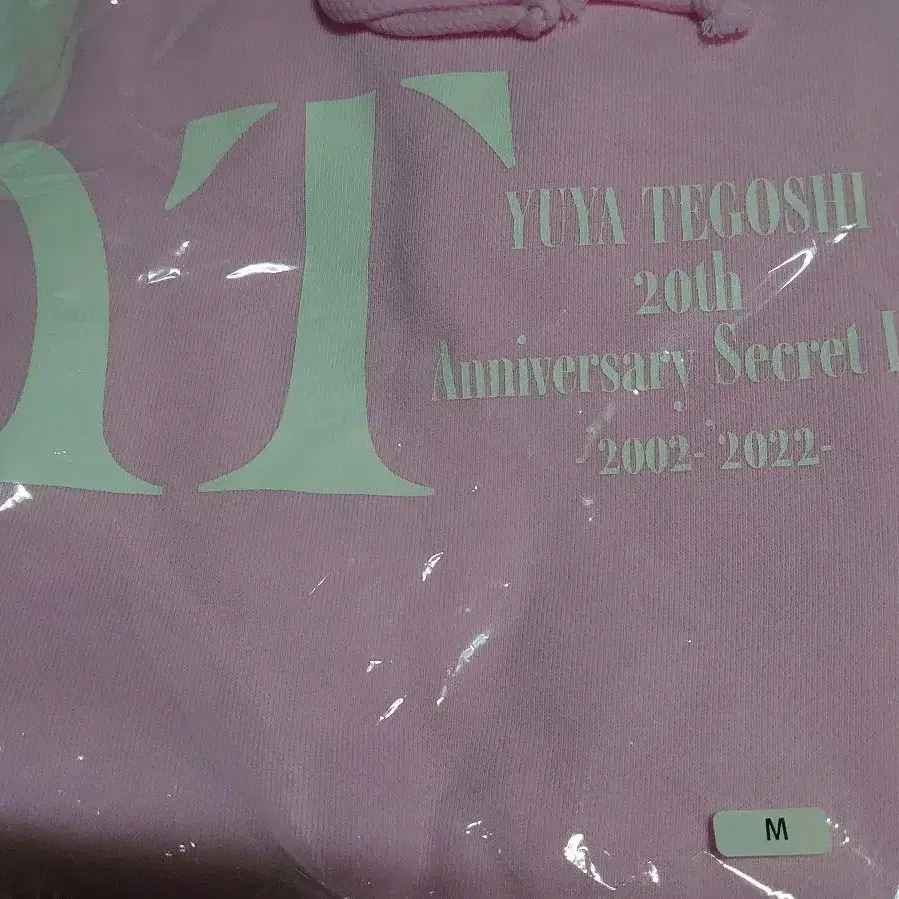 T
YUYA TEGOSHI
20th
Anniversary Secret
2002- 2022-
M